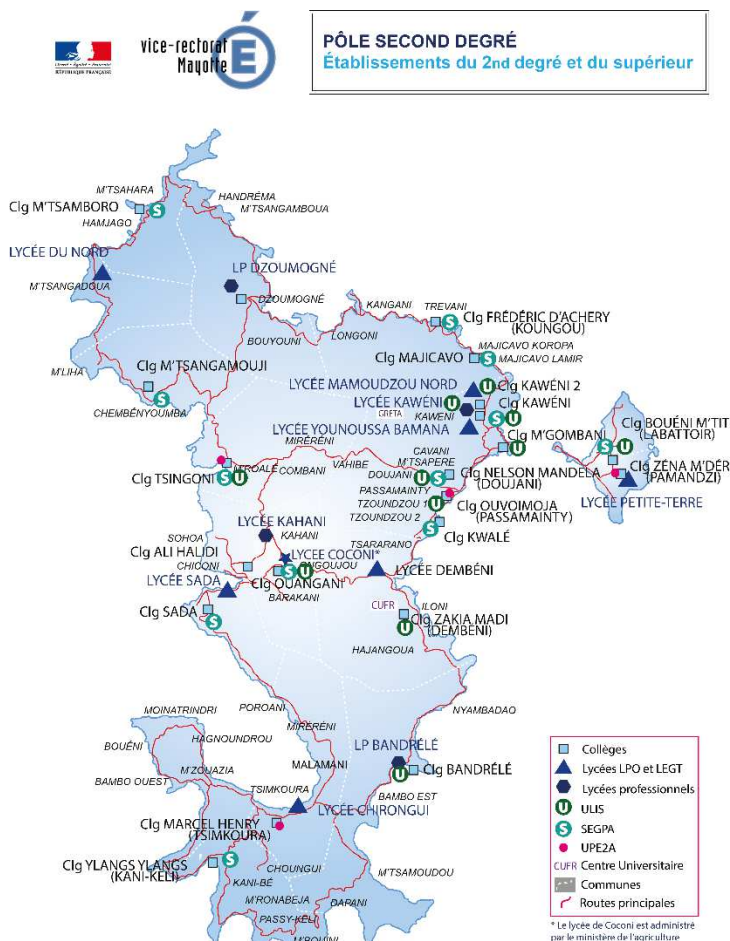 vice-rectorat
Mayotte
RÉPUBLIQUE FRANÇAISE
PÔLE SECOND DEGRÉ
Établissements du 2nd degré et du supérieur
M'TSAHARA
HANDRÉMA
Clg M'TSAMBORO
S
M'TSANGAMBOUA
HAMJAGO
LYCÉE DU NORD
LP DZOUMOGNÉ
M'TSANGADOUA
DZOUMOGNÉ
KANGANI
TREVANI
S
Clg FRÉDÉRIC D'ACHERY
(KOUNGOU)
LONGONI
BOUYOUNI
MAJICAVO KOROPA
Clg M'TSANGAMOUJI
Clg MAJICAVO
S
MAJICAVO LAMIR
M'LIHA
S
LYCÉE MAMOUDZOU NORD
U
Clg KAWÉNI 2
CHEMBÉNYOUMBA
LYCÉE KAWÉNI
U
Clg KAWÉNI
GRETA
KAWENI
S
U
LYCÉE YOUNOUSSA BAMANA
Clg M'GOMBANI
U
Clg BOUÉNI M'TIT
(LABATTOIR)
S
U
MIRÉRÉNI
CAVANI
M'TSAPERE
VAHIBE
COMBANI
Clg ZÉNA M'DÉR
(PAMANDZI)
Clg TSINGONI
S
U
DOUJANI
U
S
Clg NELSON MANDELA
(DOUJANI)
LYCÉE PETITE-TERRE
PASSAMAINTY
TZOUNDZOU 1
U
Clg OUVOIMOJA
(PASSAMAINTY)
LYCÉE KAHANI
TZOUNDZOU 2
S
Clg KWALÉ
KAHANI
SOHOA
TSARARANO
Clg ALI HALIDI
LYCEE COCONI*
CHICONI
Clg OUANGANI
S
U
LYCÉE DEMBÉNI
LYCÉE SADA
BARAKANI
Clg SADA
S
CUFR
ILONI
Clg ZAKIA MADI
(DEMBENI)
U
HAJANGOUA
POROANI
NYAMBADAO
MOINATRINDRI
MIRÉRÉNI
HAGNOUNDROU
BOUÉNI
LP BANDRÉLÉ
MALAMANI
M'ZOUAZIA
U
Clg BANDRÉLÉ
BAMBO OUEST
TSIMKOURA
BAMBO EST
LYCÉE CHIRONGUI
Clg MARCEL HENRY
(TSIMKOURA)
Clg YLANGS YLANGS
(KANI-KELI)
S
CHOUNGUI
M'TSAMOUDOU
KANI-BÉ
M'RONABEJA
DAPANI
PASSY-KÉLI
M'BOUINI
Collèges
Lycées LPO et LEGT
Lycées professionnels
U ULIS
S SEGPA
UPE2A
CUFR Centre Universitaire
Communes
Routes principales
* Le lycée de Coconi est administré
par le ministère de l'agriculture